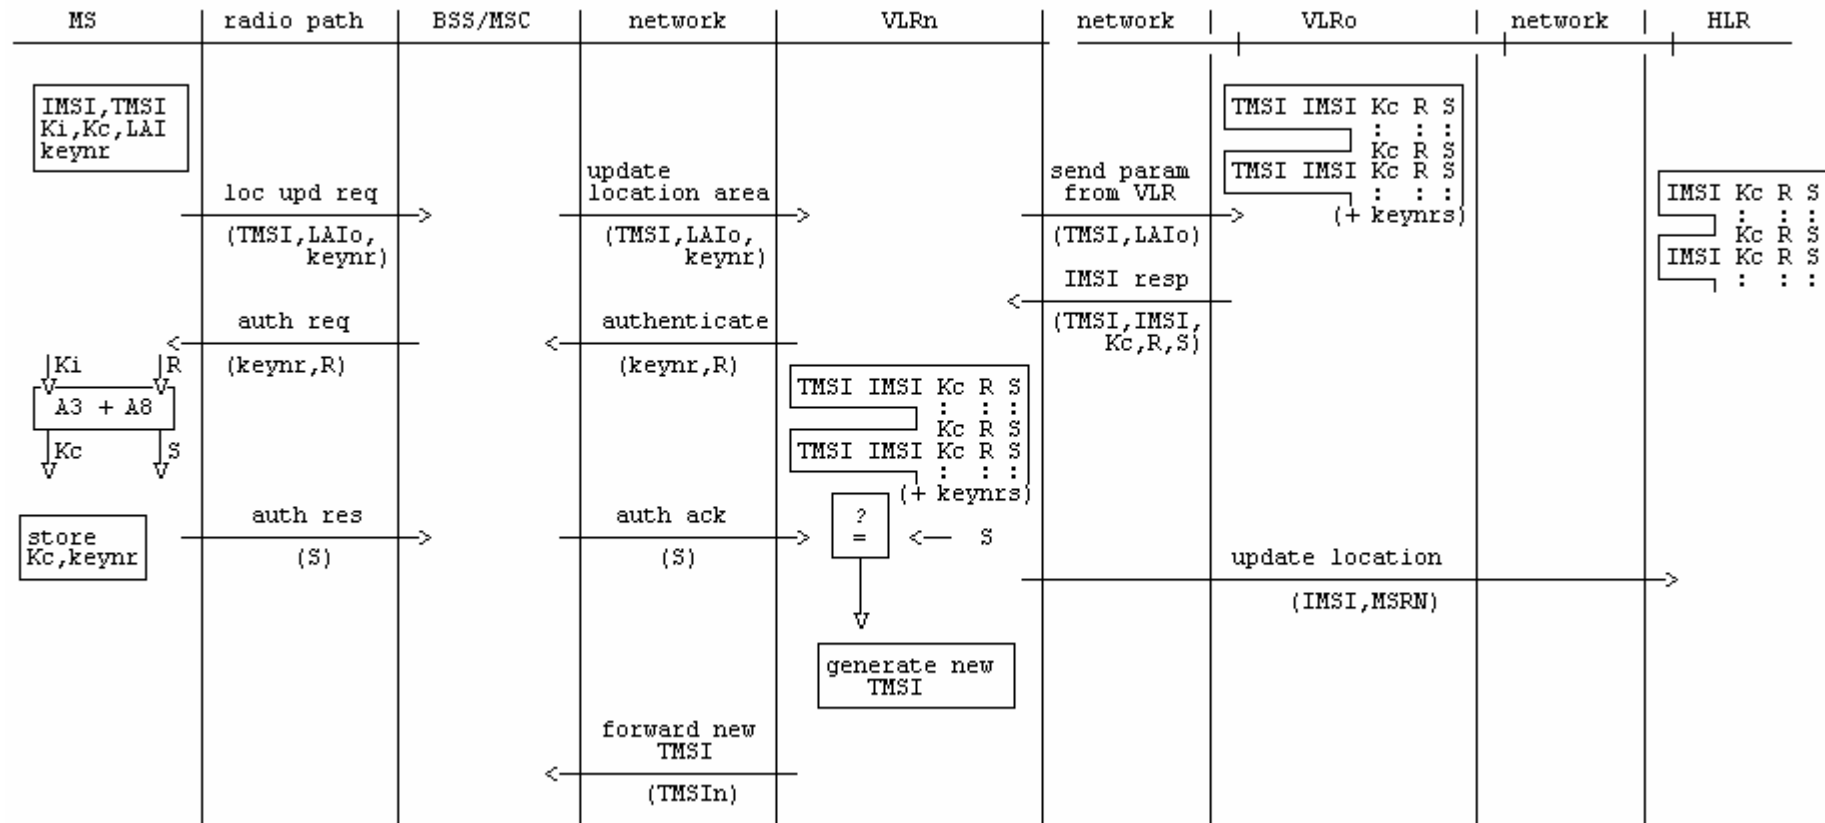 MS radio path BSS/MSC network VLRn network VLRo network HLR
IMSI,TMSI
Ki,Kc,LAI
keynr
TMSI IMSI Kc R S
: : :
Kc R S
TMSI IMSI Kc R S
: : :
(+ keynrs)
IMSI Kc R S
: : :
Kc R S
IMSI Kc R S
: : :
loc upd req
(TMSI,LAIo,
keynr)
update
location area
(TMSI,LAIo,
keynr)
send param
from VLR
(TMSI,LAIo)
IMSI resp
(TMSI,IMSI,
Kc,R,S)
auth req
(keynr,R)
authenticate
(keynr,R)
Ki R
A3 + A8
Kc S
TMSI IMSI Kc R S
: : :
Kc R S
TMSI IMSI Kc R S
: : :
(+ keynrs)
store
Kc,keynr
auth res
(S)
auth ack
(S)
?
=
S
update location
(IMSI,MSRN)
generate new
TMSI
forward new
TMSI
(TMSIn)